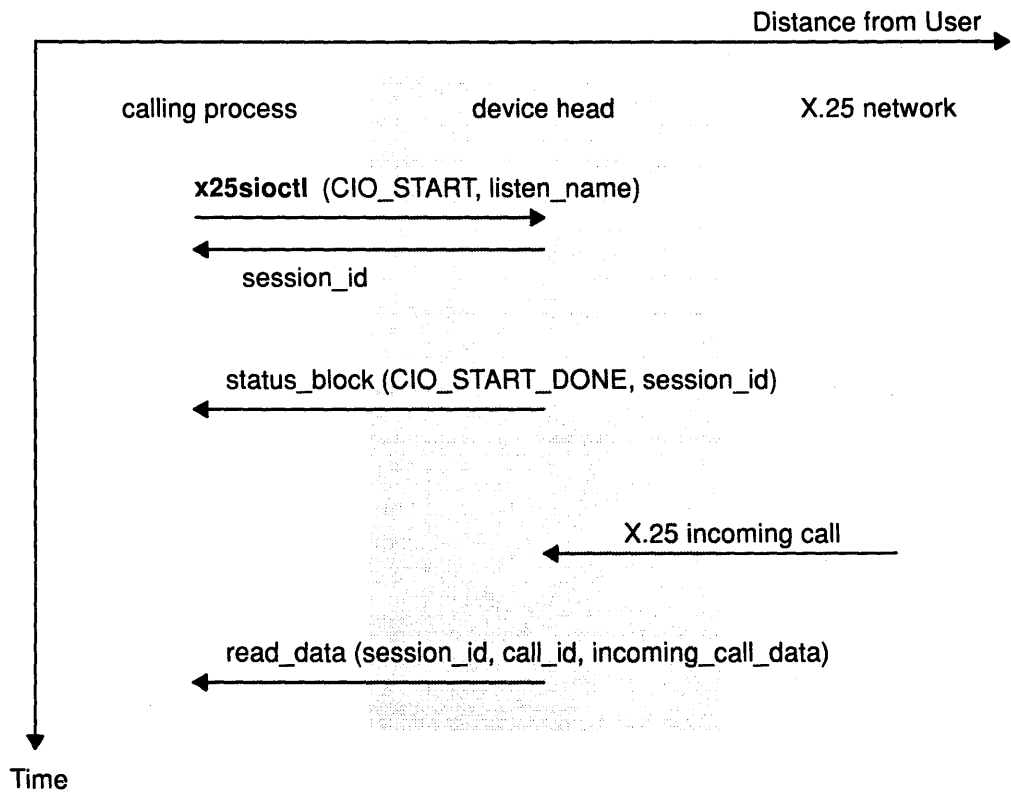 Distance from User
calling process
device head
X.25 network
x25sioctl (CIO_START, listen_name)
session_id
status_block (CIO_START_DONE, session_id)
X.25 incoming call
read_data (session_id, call_id, incoming_call_data)
Time